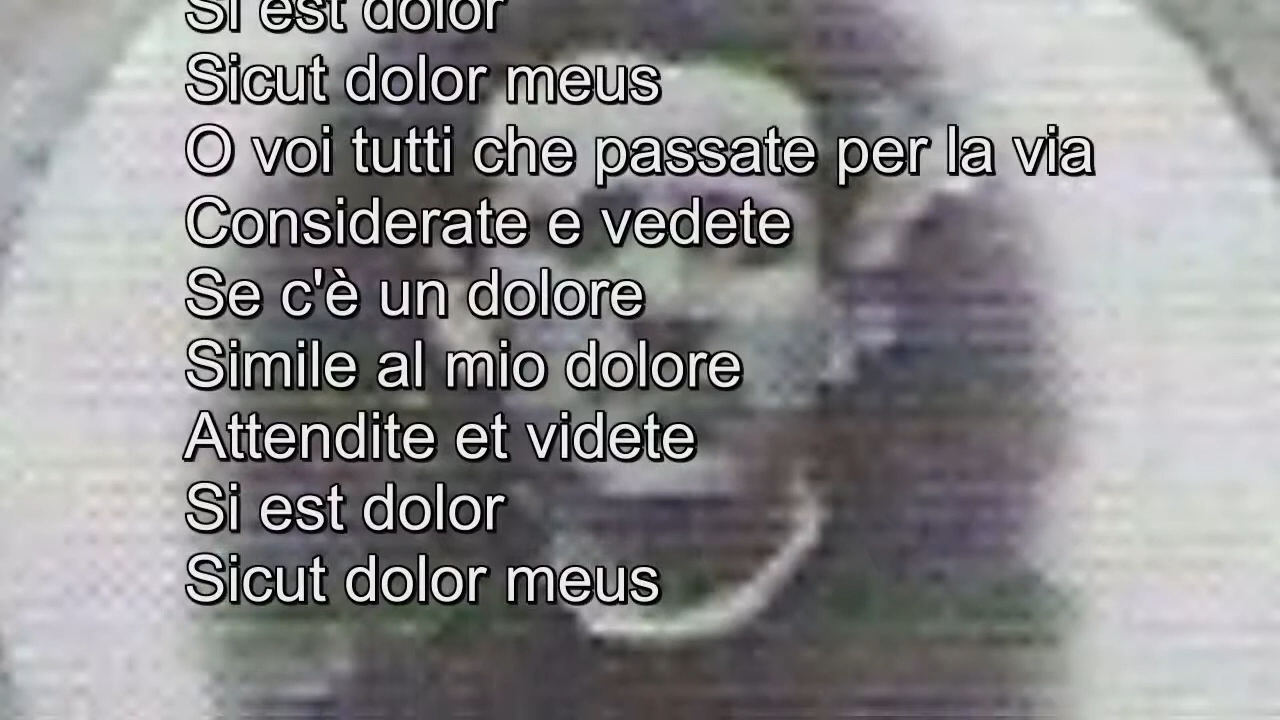 Si est dolor
Sicut dolor meus
O voi tutti che passate per la via
Considerate e vedete
Se c'è un dolore
Simile al mio dolore
Attendite et videte
Si est dolor
Sicut dolor meus